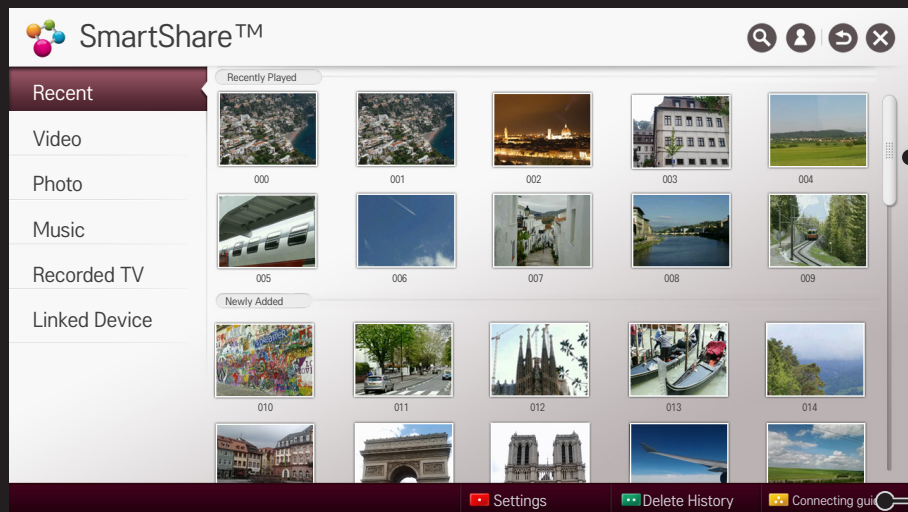 SmartShare™
Recent
Video
Photo
Music
Recorded TV
Linked Device
Recently Played
000 001 002 003 004
005 006 007 008 009
Newly Added
010 011 012 013 014
Settings Delete History Connecting